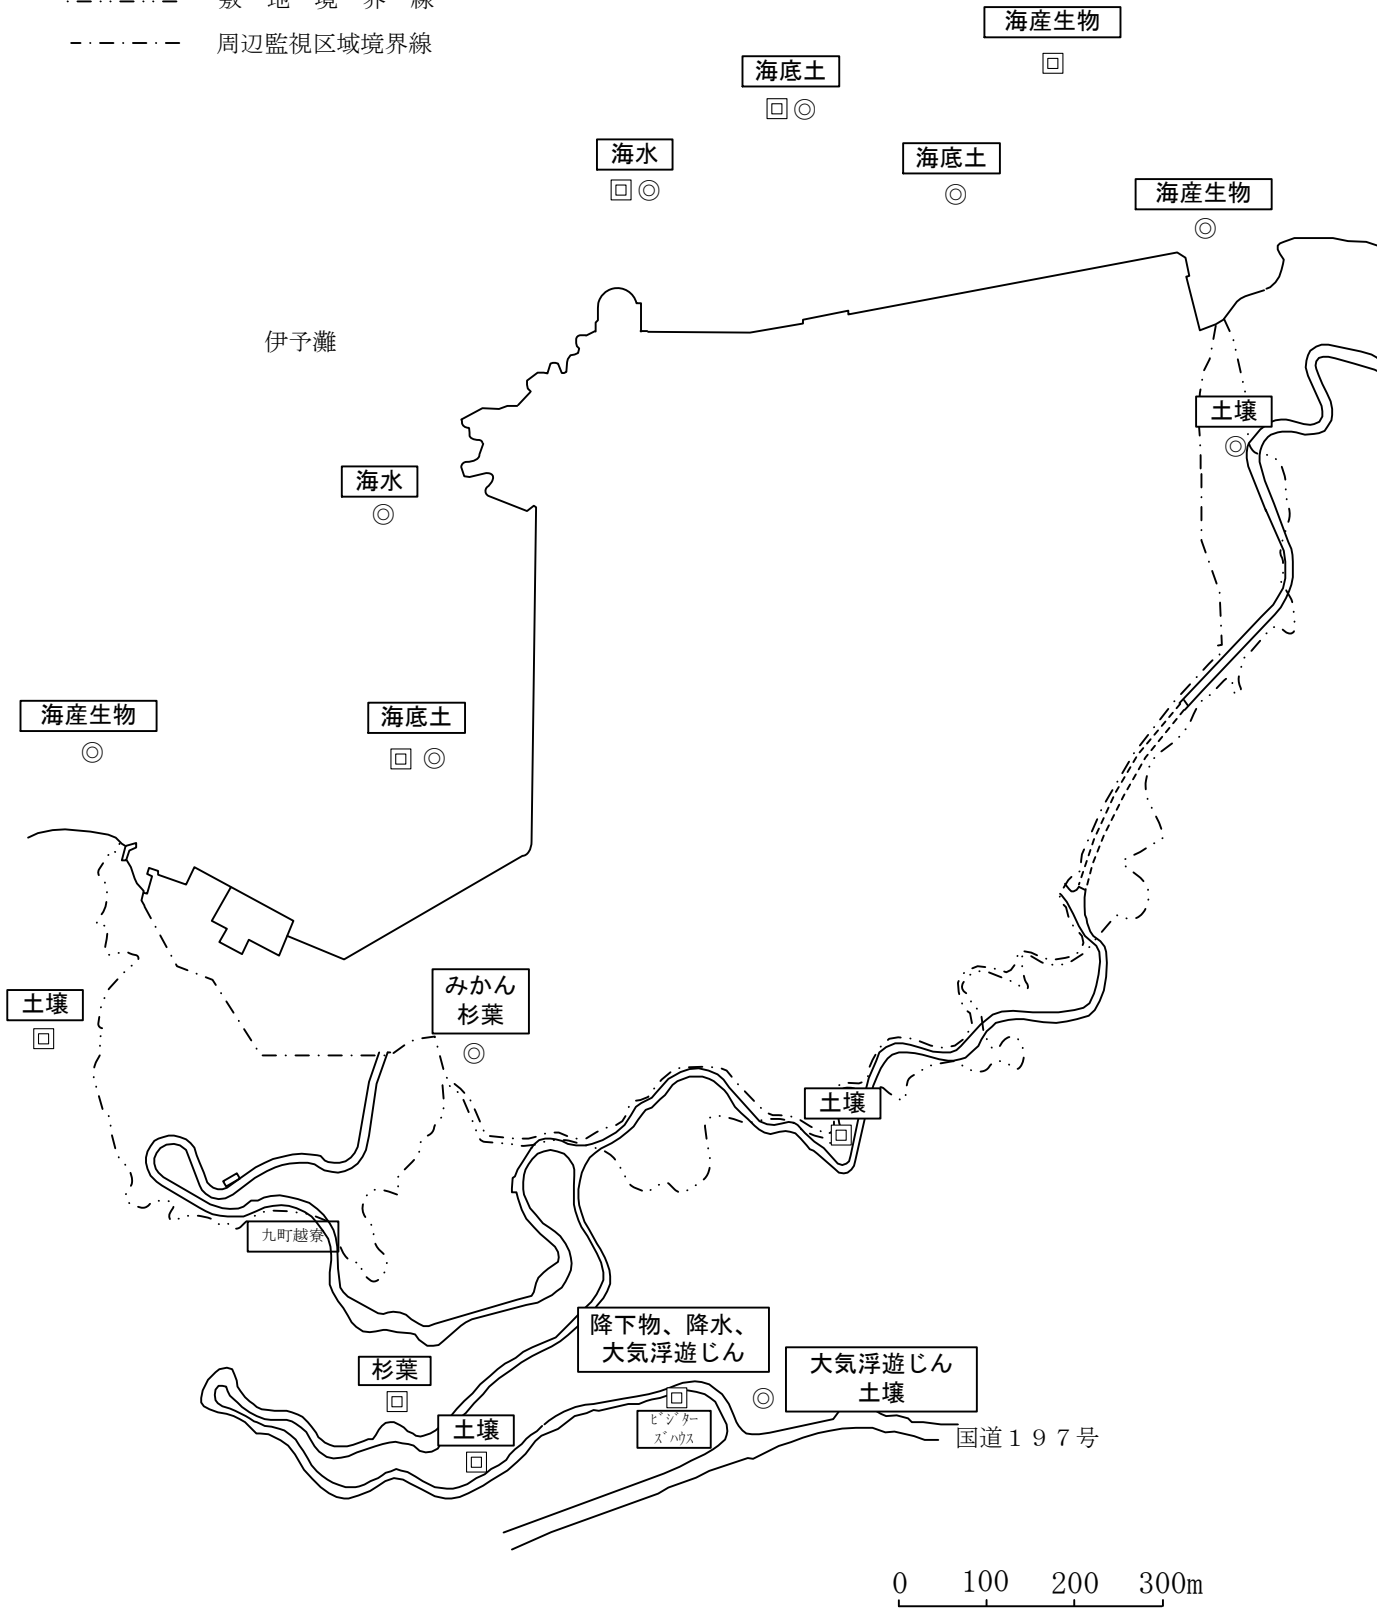 敷地境界線
周辺監視区域境界線
海産生物
海底土
海水
海底土
海産生物
伊予灘
土壌
海水
海産生物
海底土
土壌
みかん
杉葉
土壌
九町越寮
降下物、降水、
大気浮遊じん
大気浮遊じん
土壌
杉葉
土壌
ビジター
ズハウス
国道１９７号
0 100 200 300m